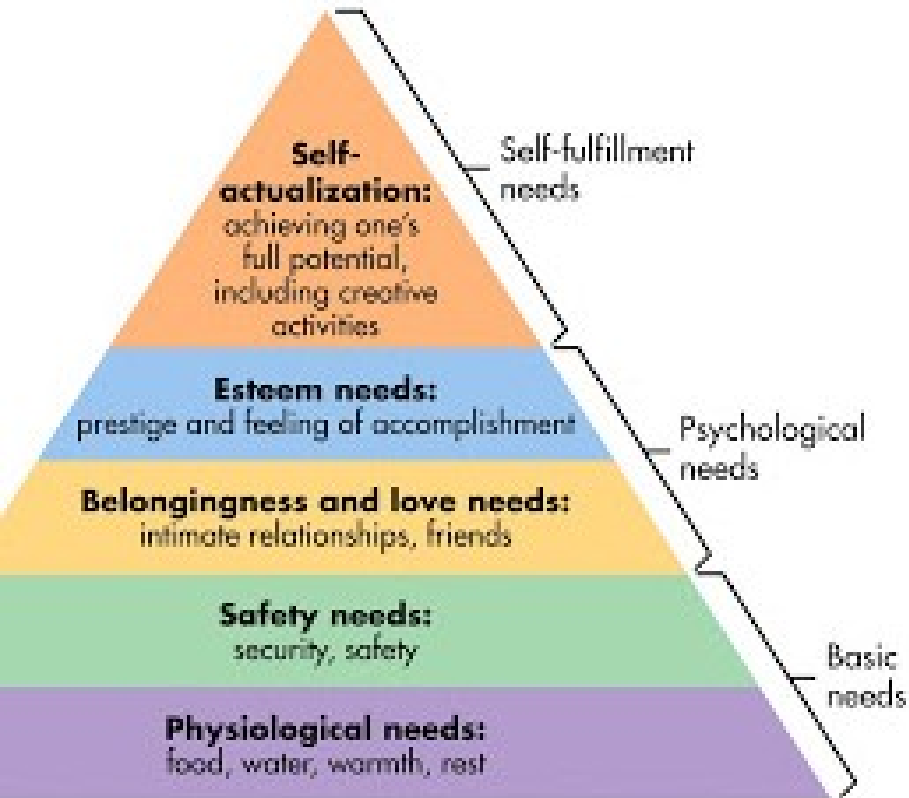 Self-
actualization:
achieving one's
full potential,
including creative
activities
Self-fulfillment
needs
Esteem needs:
prestige and feeling of accomplishment
Psychological
needs
Belongingness and love needs:
intimate relationships, friends
Safety needs:
security, safety
Basic
needs
Physiological needs:
food, water, warmth, rest